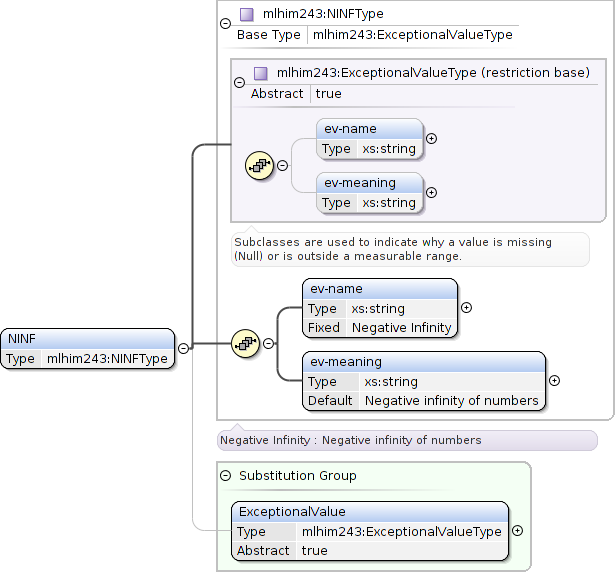 mlhim243:NINFType
Base Type mlhim243:ExceptionalValueType
mlhim243:ExceptionalValueType (restriction base)
Abstract true
ev-name
Type xs:string
ev-meaning
Type xs:string
Subclasses are used to indicate why a value is missing
(Null) or is outside a measurable range.
ev-name
Type xs:string
Fixed Negative Infinity
NINF
Type mlhim243:NINFType
ev-meaning
Type xs:string
Default Negative infinity of numbers
Negative Infinity : Negative infinity of numbers
Substitution Group
ExceptionalValue
Type mlhim243:ExceptionalValueType
Abstract true